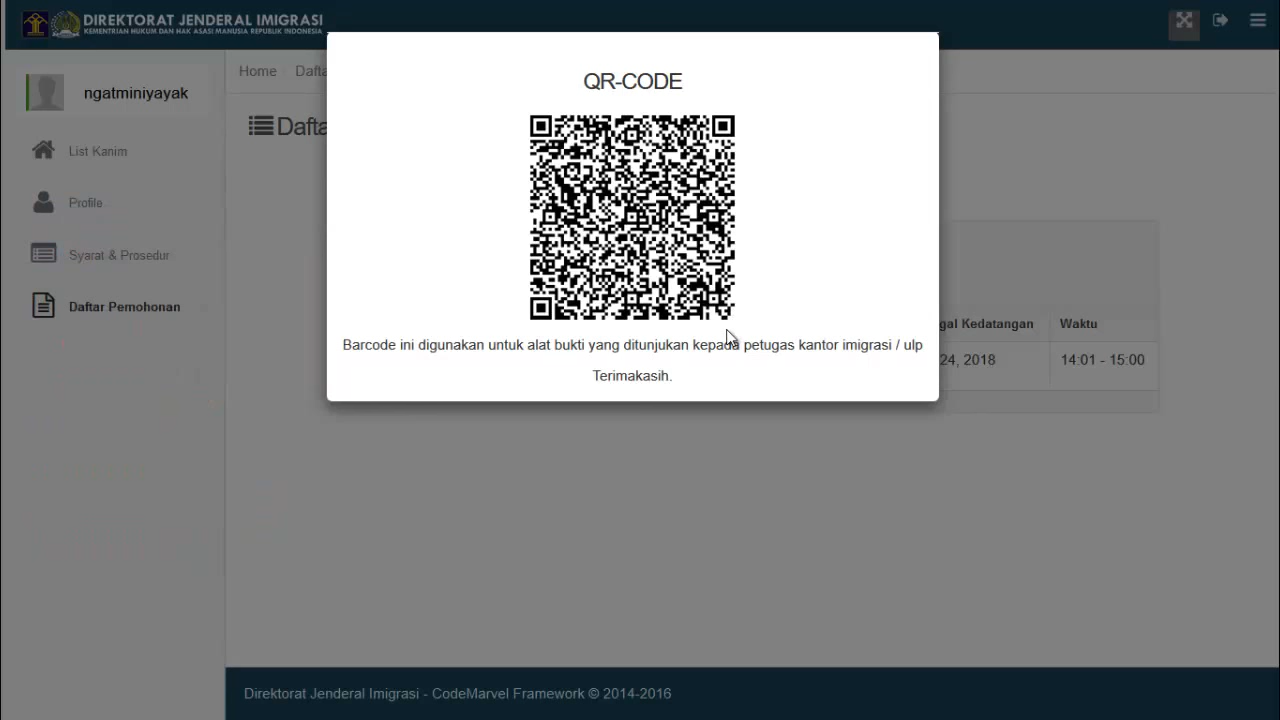 DIREKTORAT JENDERAL IMIGRASI
KEMENTRIAN HUKUM DAN HAK ASASI MANUSIA REPUBLIK INDONESIA
ngatminiyayak
List Kanim
Profile
Syarat & Prosedur
Daftar Pemohonan
Home Dafta
Dafta
QR-CODE
Barcode ini digunakan untuk alat bukti yang ditunjukan kepada petugas kantor imigrasi / ulp
Terimakasih.
gal Kedatangan Waktu
24, 2018 14:01 - 15:00
Direktorat Jenderal Imigrasi - CodeMarvel Framework © 2014-2016